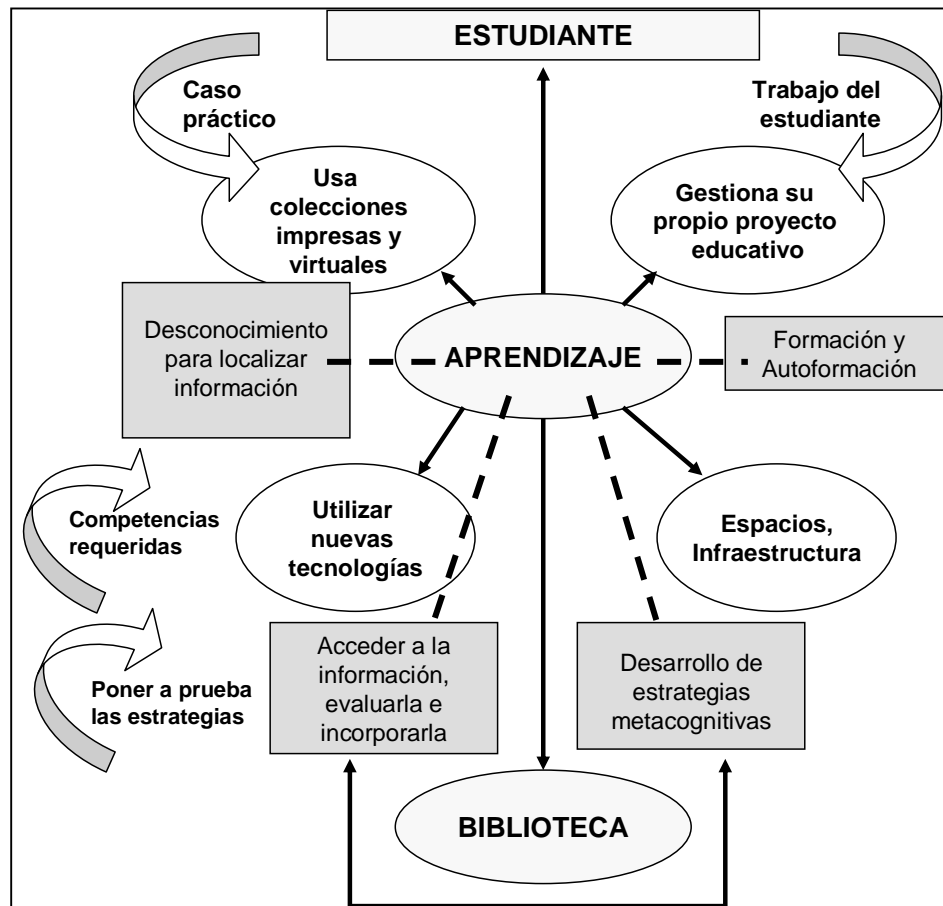 ESTUDIANTE
Caso
práctico
Trabajo del
estudiante
Usa
colecciones
impresas y
virtuales
Gestiona su
propio proyecto
educativo
Desconocimiento
para localizar
información
APRENDIZAJE
Formación y
Autoformación
Competencias
requeridas
Utilizar
nuevas
tecnologías
Espacios,
Infraestructura
Poner a prueba
las estrategias
Acceder a la
información,
evaluarla e
incorporarla
Desarrollo de
estrategias
metacognitivas
BIBLIOTECA